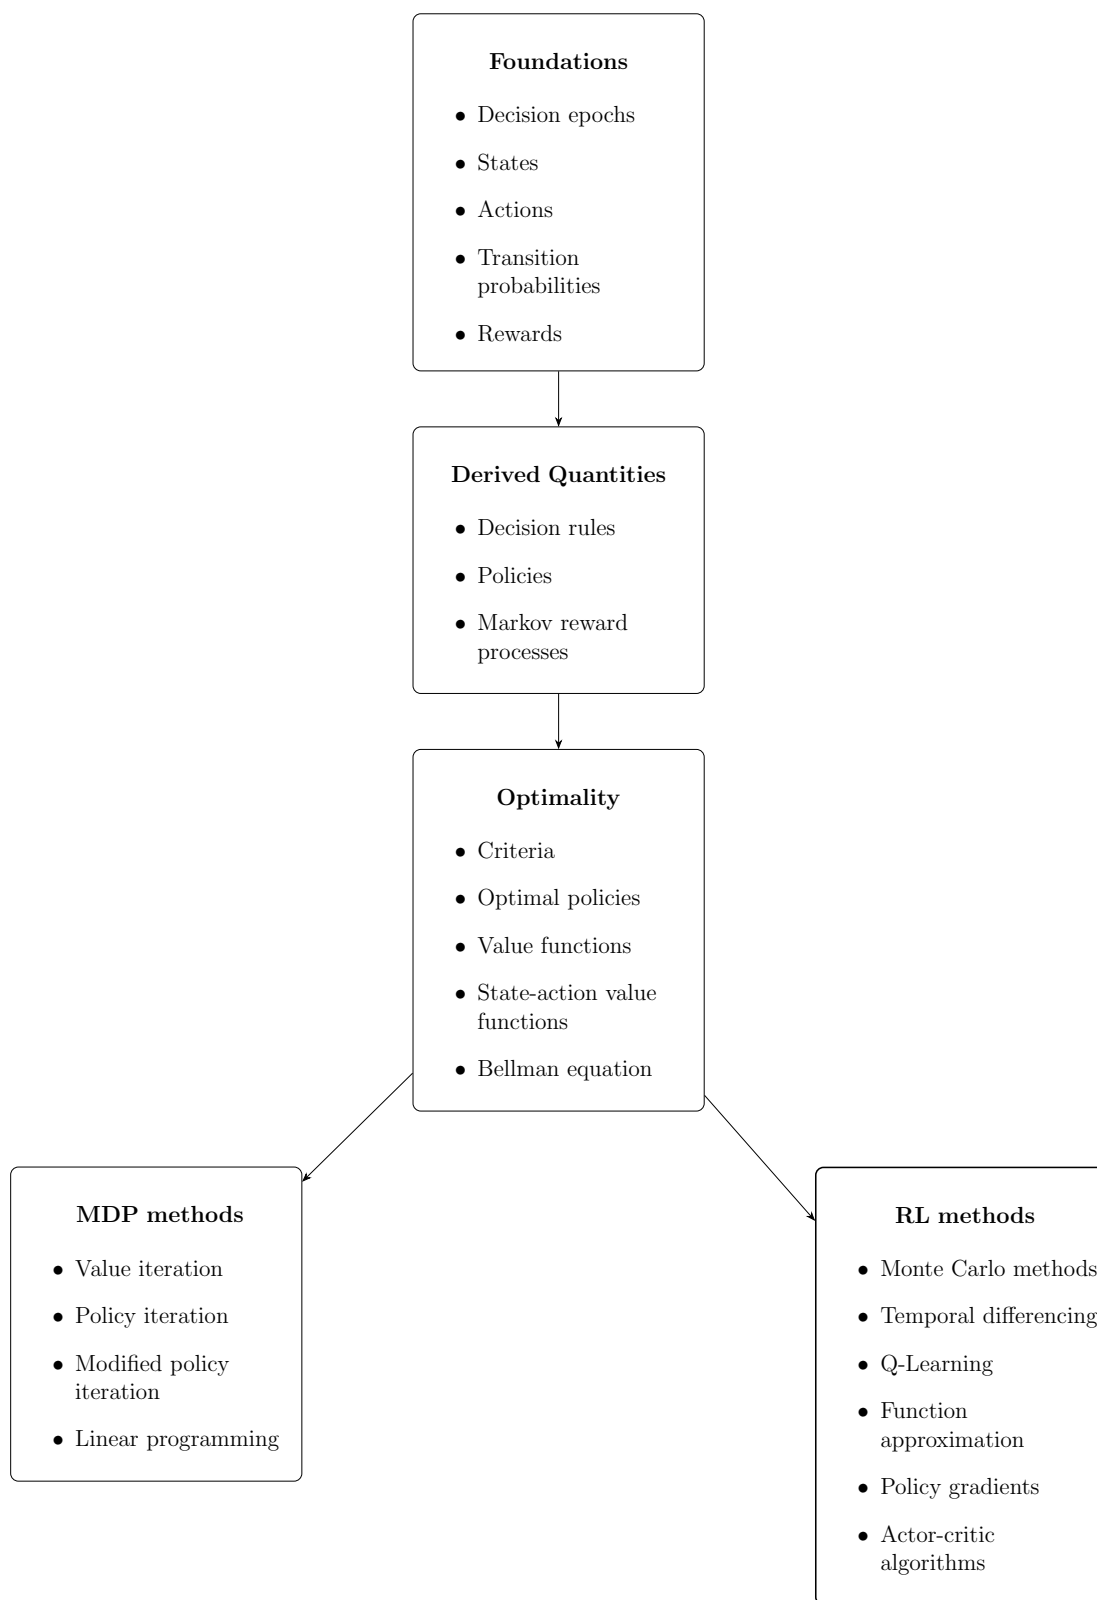 Foundations
• Decision epochs
• States
• Actions
• Transition
probabilities
• Rewards
Derived Quantities
• Decision rules
• Policies
• Markov reward
processes
Optimality
• Criteria
• Optimal policies
• Value functions
• State-action value
functions
• Bellman equation
MDP methods
• Value iteration
• Policy iteration
• Modified policy
iteration
• Linear programming
RL methods
• Monte Carlo methods
• Temporal differencing
• Q-Learning
• Function
approximation
• Policy gradients
• Actor-critic
algorithms